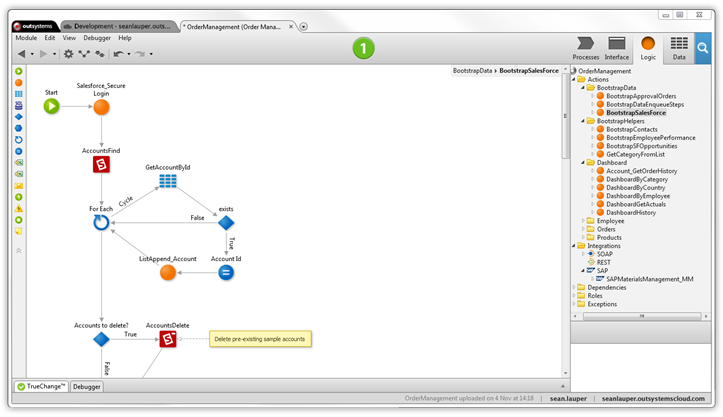 outsystems
Development - seanlauper.outs...
* OrderManagement (Order Mana...
Module Edit View Debugger Help
1
Processes Interface Logic Data
BootstrapData BootstrapSalesForce
Start
Salesforce_Secure
Login
AccountsFind
GetAccountById
For Each
Cycle
exists
False
True
ListAppend_Account
Account Id
Accounts to delete?
True
AccountsDelete
Delete pre-existing sample accounts
False
OrderManagement
Actions
BootstrapData
BootstrapApprovalOrders
BootstrapDataEnqueueSteps
BootstrapSalesForce
BootstrapHelpers
BootstrapContacts
BootstrapEmployeePerformance
BootstrapSFOpportunities
GetCategoryFromList
Dashboard
Account_GetOrderHistory
DashboardByCategory
DashboardByCountry
DashboardByEmployee
DashboardGetActuals
DashboardHistory
Employee
Orders
Products
Integrations
SOAP
REST
SAP
SAPMaterialsManagement_MM
Dependencies
Roles
Exceptions
TrueChange™ Debugger
OrderManagement uploaded on 4 Nov at 14:18 | sean.lauper | seanlauper.outsystemscloud.com